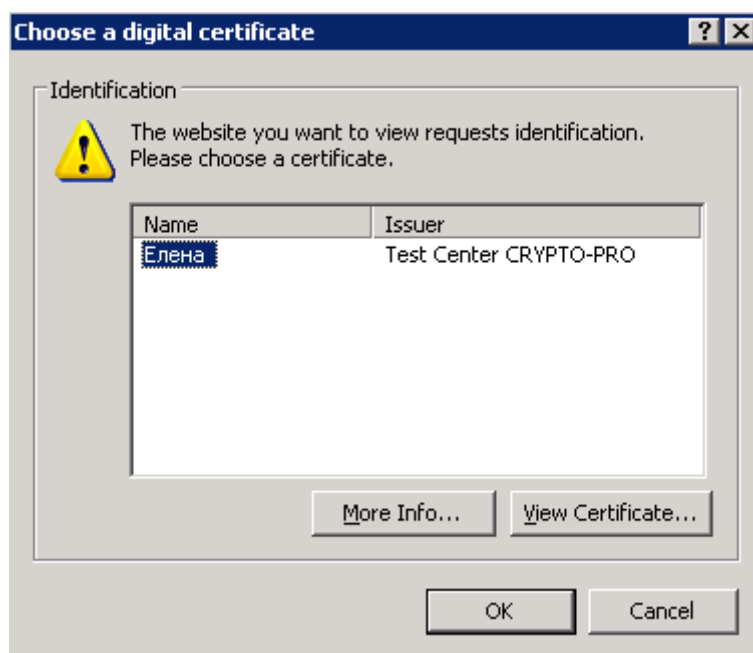 Choose a digital certificate
Identification
The website you want to view requests identification.
Please choose a certificate.
Name Issuer
Елена Test Center CRYPTO-PRO
More Info... View Certificate...
OK Cancel